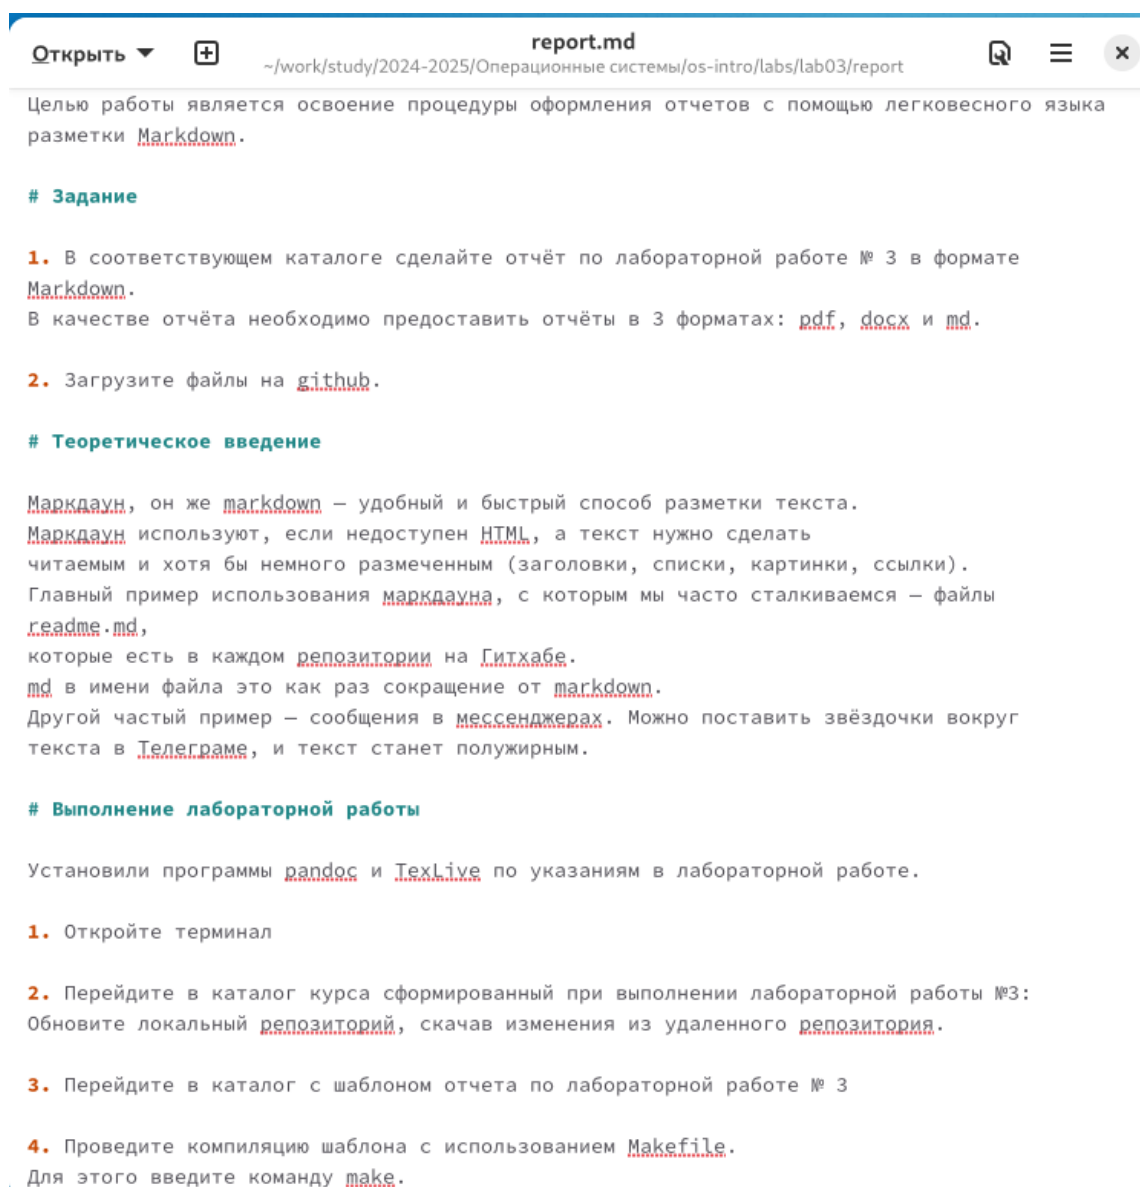 Открыть
report.md
~/work/study/2024-2025/Операционные системы/os-intro/labs/lab03/report
Целью работы является освоение процедуры оформления отчетов с помощью легковесного языка
разметки Markdown.
# Задание
1. В соответствующем каталоге сделайте отчёт по лабораторной работе № 3 в формате
Markdown.
В качестве отчёта необходимо предоставить отчёты в 3 форматах: pdf, docx и md.
2. Загрузите файлы на github.
# Теоретическое введение
Маркдаун, он же markdown — удобный и быстрый способ разметки текста.
Маркдаун используют, если недоступен HTML, а текст нужно сделать
читаемым и хотя бы немного размеченным (заголовки, списки, картинки, ссылки).
Главный пример использования маркдауна, с которым мы часто сталкиваемся — файлы
readme.md,
которые есть в каждом репозитории на Гитхабе.
md в имени файла это как раз сокращение от markdown.
Другой частый пример — сообщения в мессенджерах. Можно поставить звёздочки вокруг
текста в Телеграме, и текст станет полужирным.
# Выполнение лабораторной работы
Установили программы pandoc и TexLive по указаниям в лабораторной работе.
1. Откройте терминал
2. Перейдите в каталог курса сформированный при выполнении лабораторной работы №3:
Обновите локальный репозиторий, скачав изменения из удаленного репозитория.
3. Перейдите в каталог с шаблоном отчета по лабораторной работе № 3
4. Проведите компиляцию шаблона с использованием Makefile.
Для этого введите команду make.